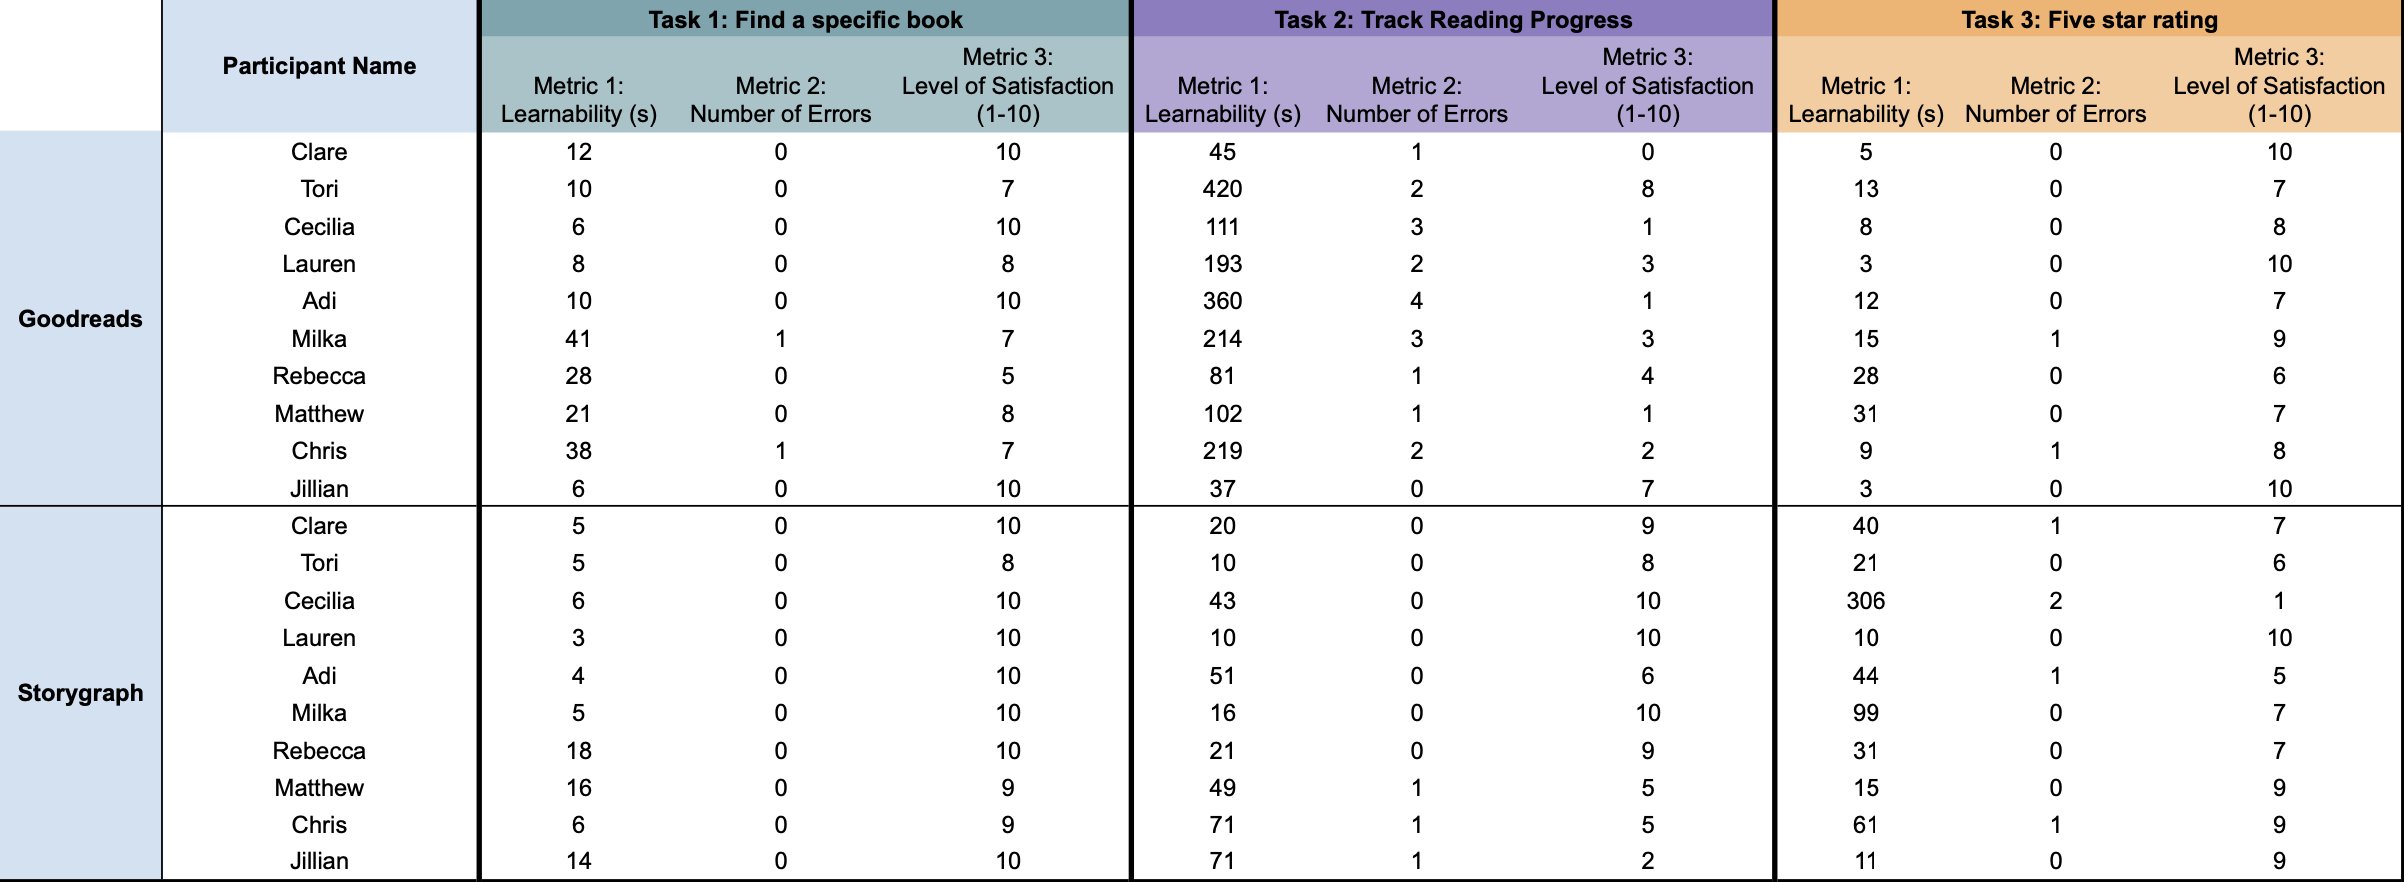 Task 1: Find a specific book Task 2: Track Reading Progress Task 3: Five star rating
Participant Name
Metric 1: Learnability (s) Metric 2: Number of Errors Metric 3: Level of Satisfaction (1-10) Metric 1: Learnability (s) Metric 2: Number of Errors Metric 3: Level of Satisfaction (1-10) Metric 1: Learnability (s) Metric 2: Number of Errors Metric 3: Level of Satisfaction (1-10)
Goodreads
Clare 12 0 10 45 1 0 5 0 10
Tori 10 0 7 420 2 8 13 0 7
Cecilia 6 0 10 111 3 1 8 0 8
Lauren 8 0 8 193 2 3 3 0 10
Adi 10 0 10 360 4 1 12 0 7
Milka 41 1 7 214 3 3 15 1 9
Rebecca 28 0 5 81 1 4 28 0 6
Matthew 21 0 8 102 1 1 31 0 7
Chris 38 1 7 219 2 2 9 1 8
Jillian 6 0 10 37 0 7 3 0 10
Storygraph
Clare 5 0 10 20 0 9 40 1 7
Tori 5 0 8 10 0 8 21 0 6
Cecilia 6 0 10 43 0 10 306 2 1
Lauren 3 0 10 10 0 10 10 0 10
Adi 4 0 10 51 0 6 44 1 5
Milka 5 0 10 16 0 10 99 0 7
Rebecca 18 0 10 21 0 9 31 0 7
Matthew 16 0 9 49 1 5 15 0 9
Chris 6 0 9 71 1 5 61 1 9
Jillian 14 0 10 71 1 2 11 0 9